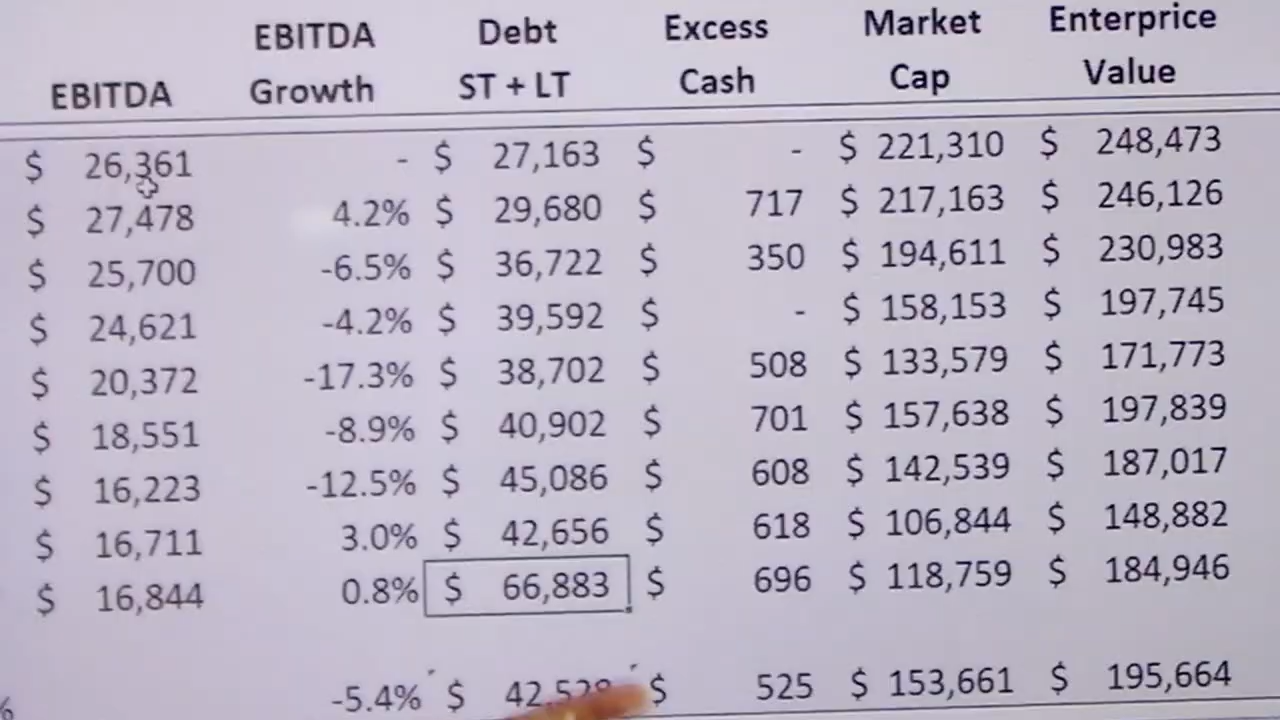 EBITDA EBITDA Growth Debt ST + LT Excess Cash Market Cap Enterprice Value
$ 26,361 - $ 27,163 $ - $ 221,310 $ 248,473
$ 27,478 4.2% $ 29,680 $ 717 $ 217,163 $ 246,126
$ 25,700 -6.5% $ 36,722 $ 350 $ 194,611 $ 230,983
$ 24,621 -4.2% $ 39,592 $ - $ 158,153 $ 197,745
$ 20,372 -17.3% $ 38,702 $ 508 $ 133,579 $ 171,773
$ 18,551 -8.9% $ 40,902 $ 701 $ 157,638 $ 197,839
$ 16,223 -12.5% $ 45,086 $ 608 $ 142,539 $ 187,017
$ 16,711 3.0% $ 42,656 $ 618 $ 106,844 $ 148,882
$ 16,844 0.8% $ 66,883 $ 696 $ 118,759 $ 184,946
% -5.4% $ $ 525 $ 153,661 $ 195,664